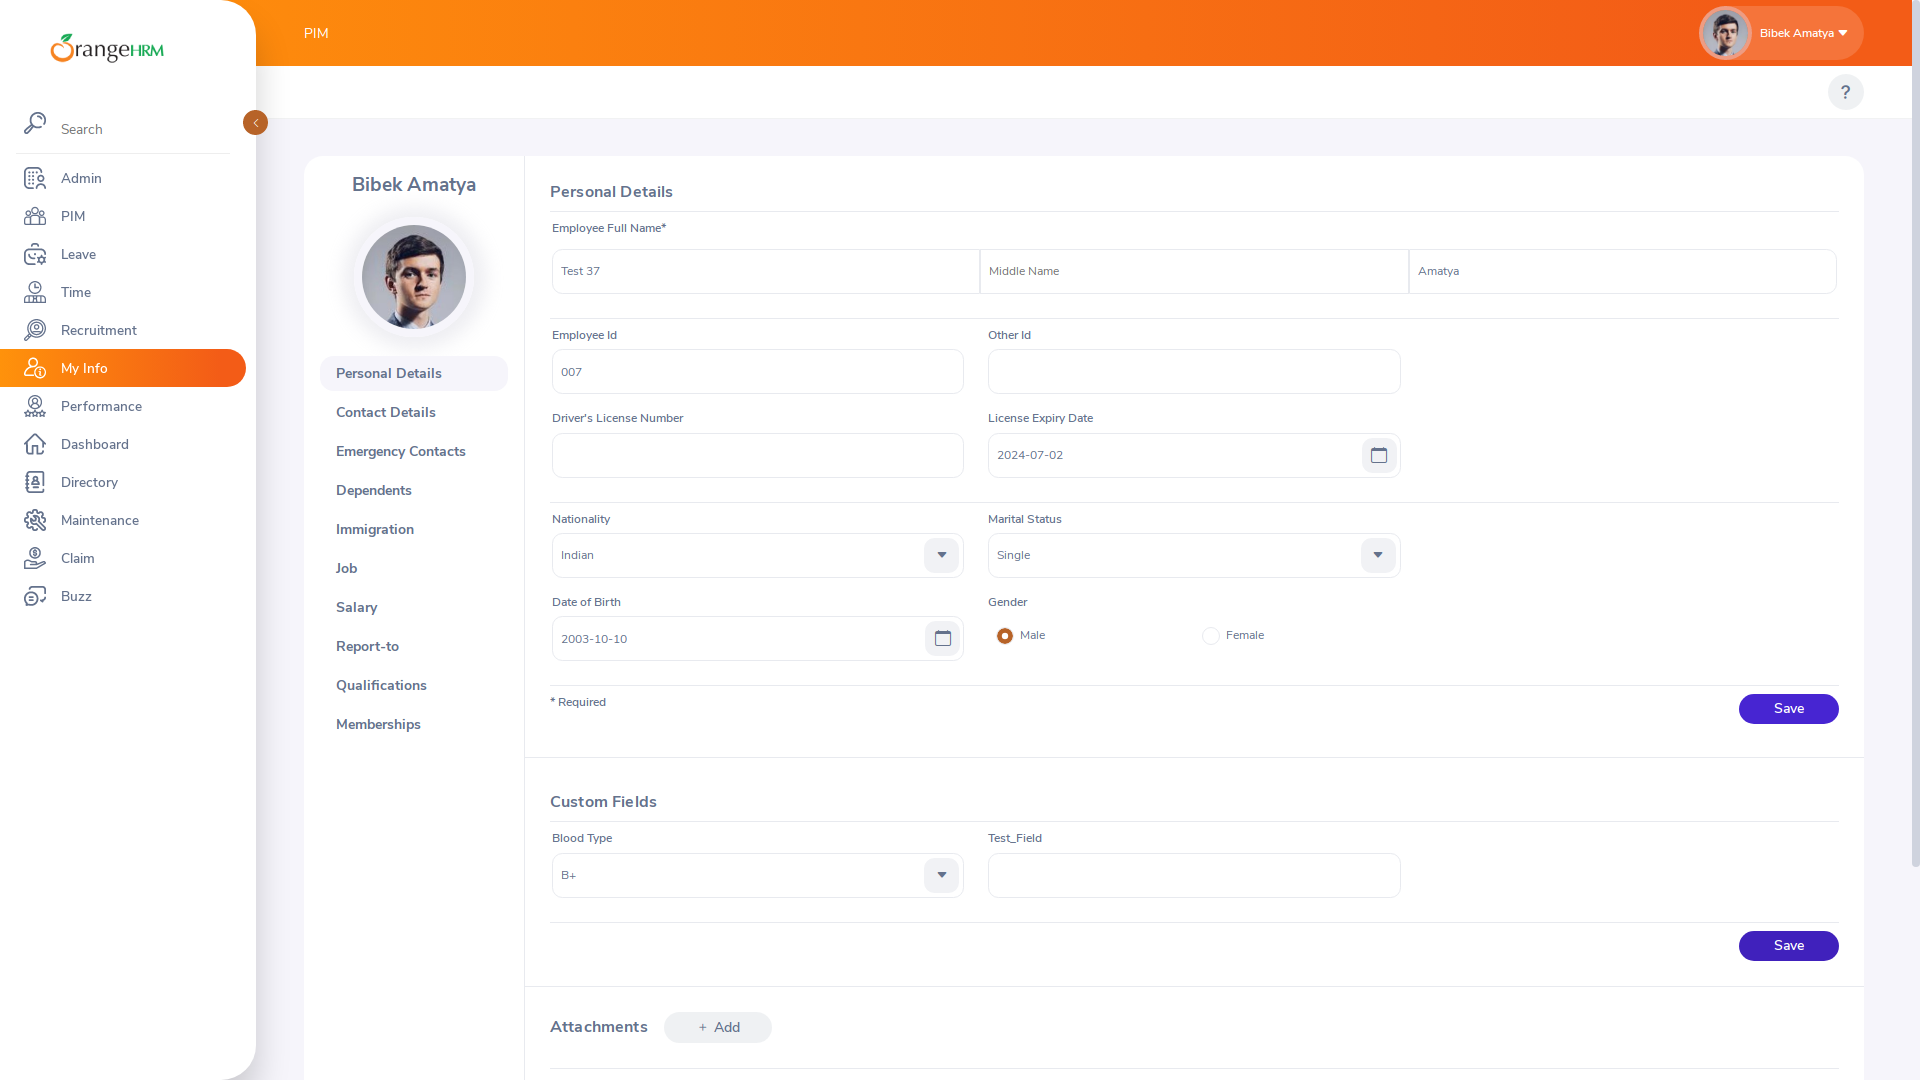 OrangeHRM
PIM
Bibek Amatya
?
Search
Admin
PIM
Leave
Time
Recruitment
My Info
Performance
Dashboard
Directory
Maintenance
Claim
Buzz
Bibek Amatya
Personal Details
Contact Details
Emergency Contacts
Dependents
Immigration
Job
Salary
Report-to
Qualifications
Memberships
Personal Details
Employee Full Name*
Test 37 Middle Name Amatya
Employee Id Other Id
007
Driver's License Number License Expiry Date
2024-07-02
Nationality Marital Status
Indian Single
Date of Birth Gender
2003-10-10 Male Female
* Required Save
Custom Fields
Blood Type Test_Field
B+
Save
Attachments + Add